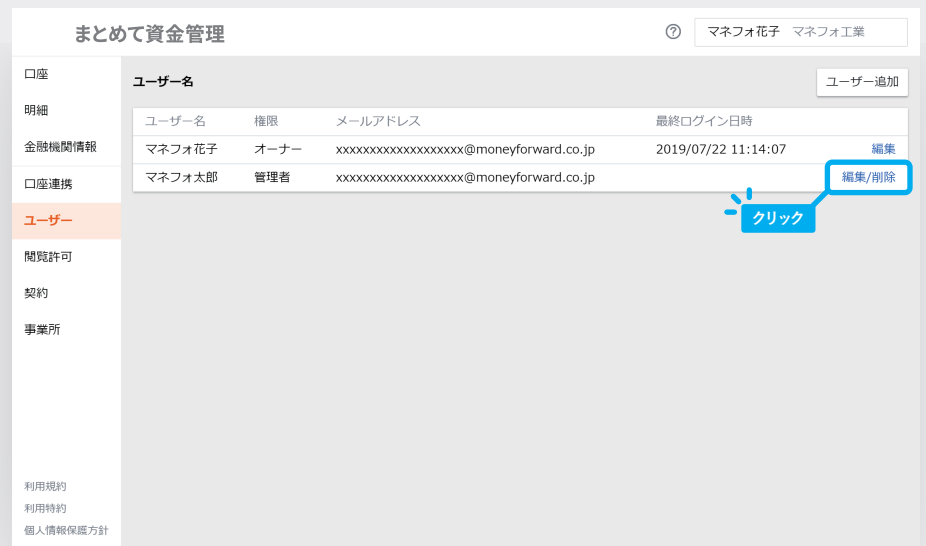 まとめて資金管理
? マネフォ花子 マネフォ工業
口座
明細
金融機関情報
口座連携
ユーザー
閲覧許可
契約
事業所
利用規約
利用特約
個人情報保護方針
ユーザー名
ユーザー追加
ユーザー名 権限 メールアドレス 最終ログイン日時
マネフォ花子 オーナー xxxxxxxxxxxxxxxxxxx@moneyforward.co.jp 2019/07/22 11:14:07 編集
マネフォ太郎 管理者 xxxxxxxxxxxxxxxxxxx@moneyforward.co.jp 編集/削除
クリック